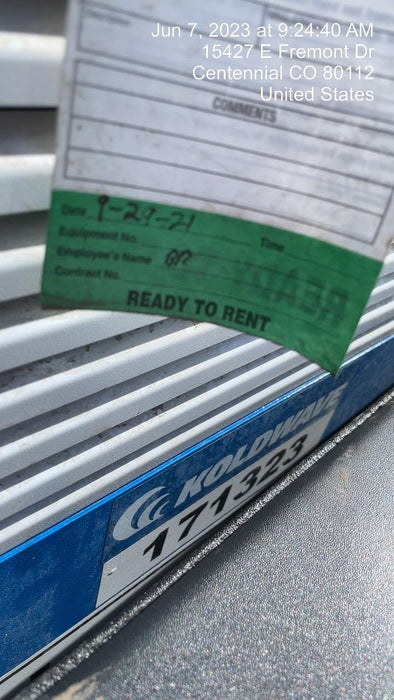 Jun 7, 2023 at 9:24:40 AM
15427 E Fremont Dr
Centennial CO 80112
United States
COMMENTS
Date 9-29-21
Equipment No. Time
Employee's Name
Contract No.
READY TO RENT
KOLDWAVE
171323